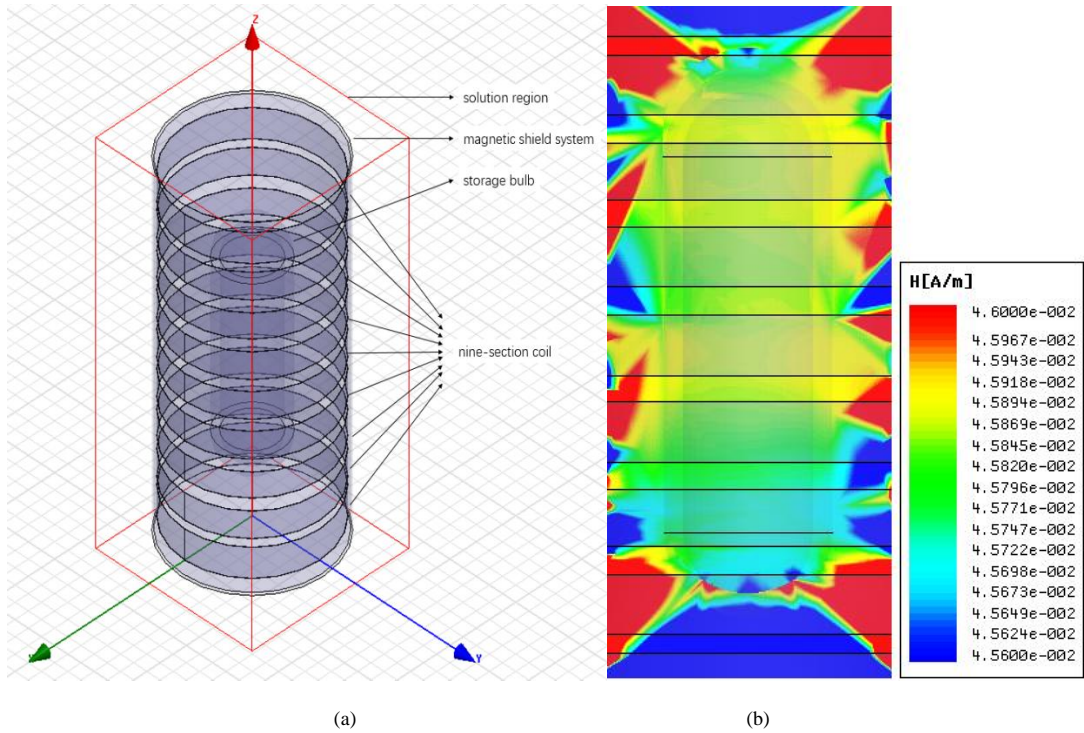 Z
solution region
magnetic shield system
storage bulb
nine-section coil
Y
H[A/m]
4.6000e-002
4.5967e-002
4.5943e-002
4.5918e-002
4.5894e-002
4.5869e-002
4.5845e-002
4.5820e-002
4.5796e-002
4.5771e-002
4.5747e-002
4.5722e-002
4.5698e-002
4.5673e-002
4.5649e-002
4.5624e-002
4.5600e-002
(a)
(b)